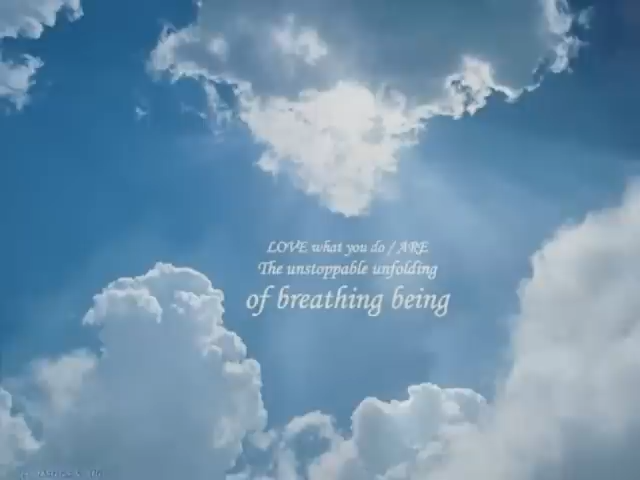 LOVE what you do / ARE
The unstoppable unfolding
of breathing being